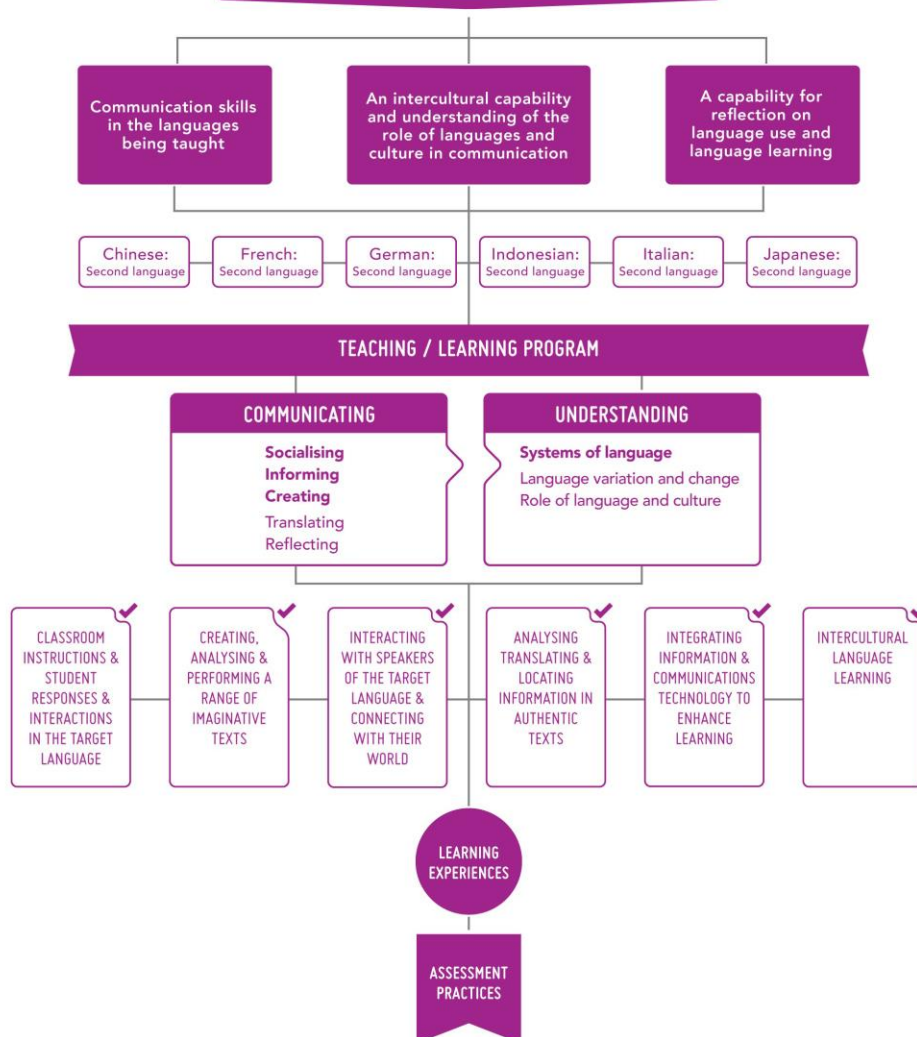 Communication skills
in the languages
being taught
An intercultural capability
and understanding of the
role of languages and
culture in communication
A capability for
reflection on
language use and
language learning
Chinese:
Second language
French:
Second language
German:
Second language
Indonesian:
Second language
Italian:
Second language
Japanese:
Second language
TEACHING / LEARNING PROGRAM
COMMUNICATING
Socialising
Informing
Creating
Translating
Reflecting
UNDERSTANDING
Systems of language
Language variation and change
Role of language and culture
CLASSROOM
INSTRUCTIONS &
STUDENT
RESPONSES &
INTERACTIONS
IN THE TARGET
LANGUAGE
CREATING,
ANALYSING &
PERFORMING A
RANGE OF
IMAGINATIVE
TEXTS
INTERACTING
WITH SPEAKERS
OF THE TARGET
LANGUAGE &
CONNECTING
WITH THEIR
WORLD
ANALYSING
TRANSLATING &
LOCATING
INFORMATION IN
AUTHENTIC
TEXTS
INTEGRATING
INFORMATION &
COMMUNICATIONS
TECHNOLOGY TO
ENHANCE
LEARNING
INTERCULTURAL
LANGUAGE
LEARNING
LEARNING
EXPERIENCES
ASSESSMENT
PRACTICES